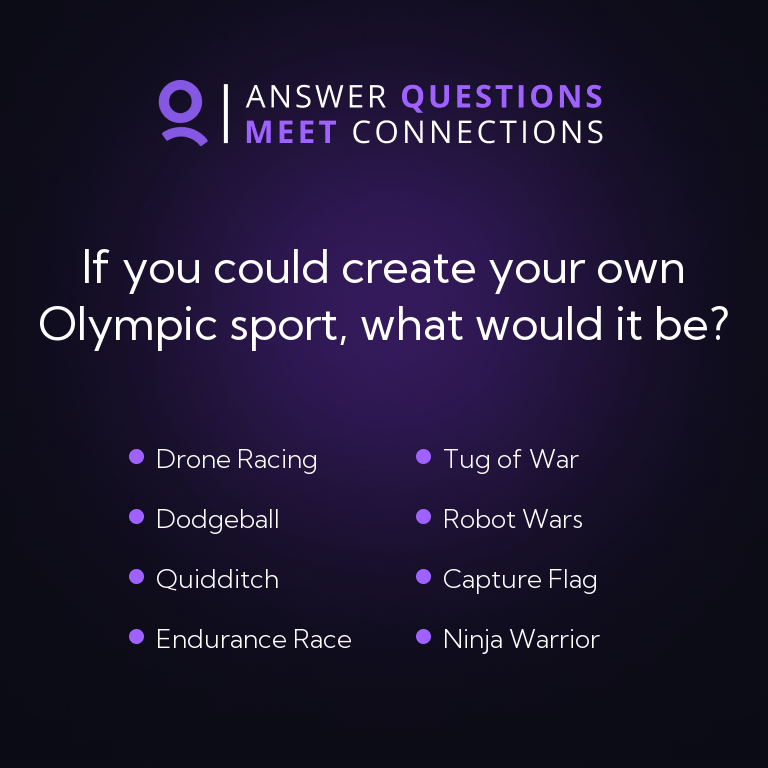 ANSWER QUESTIONS
MEET CONNECTIONS
If you could create your own
Olympic sport, what would it be?
Drone Racing
Dodgeball
Quidditch
Endurance Race
Tug of War
Robot Wars
Capture Flag
Ninja Warrior